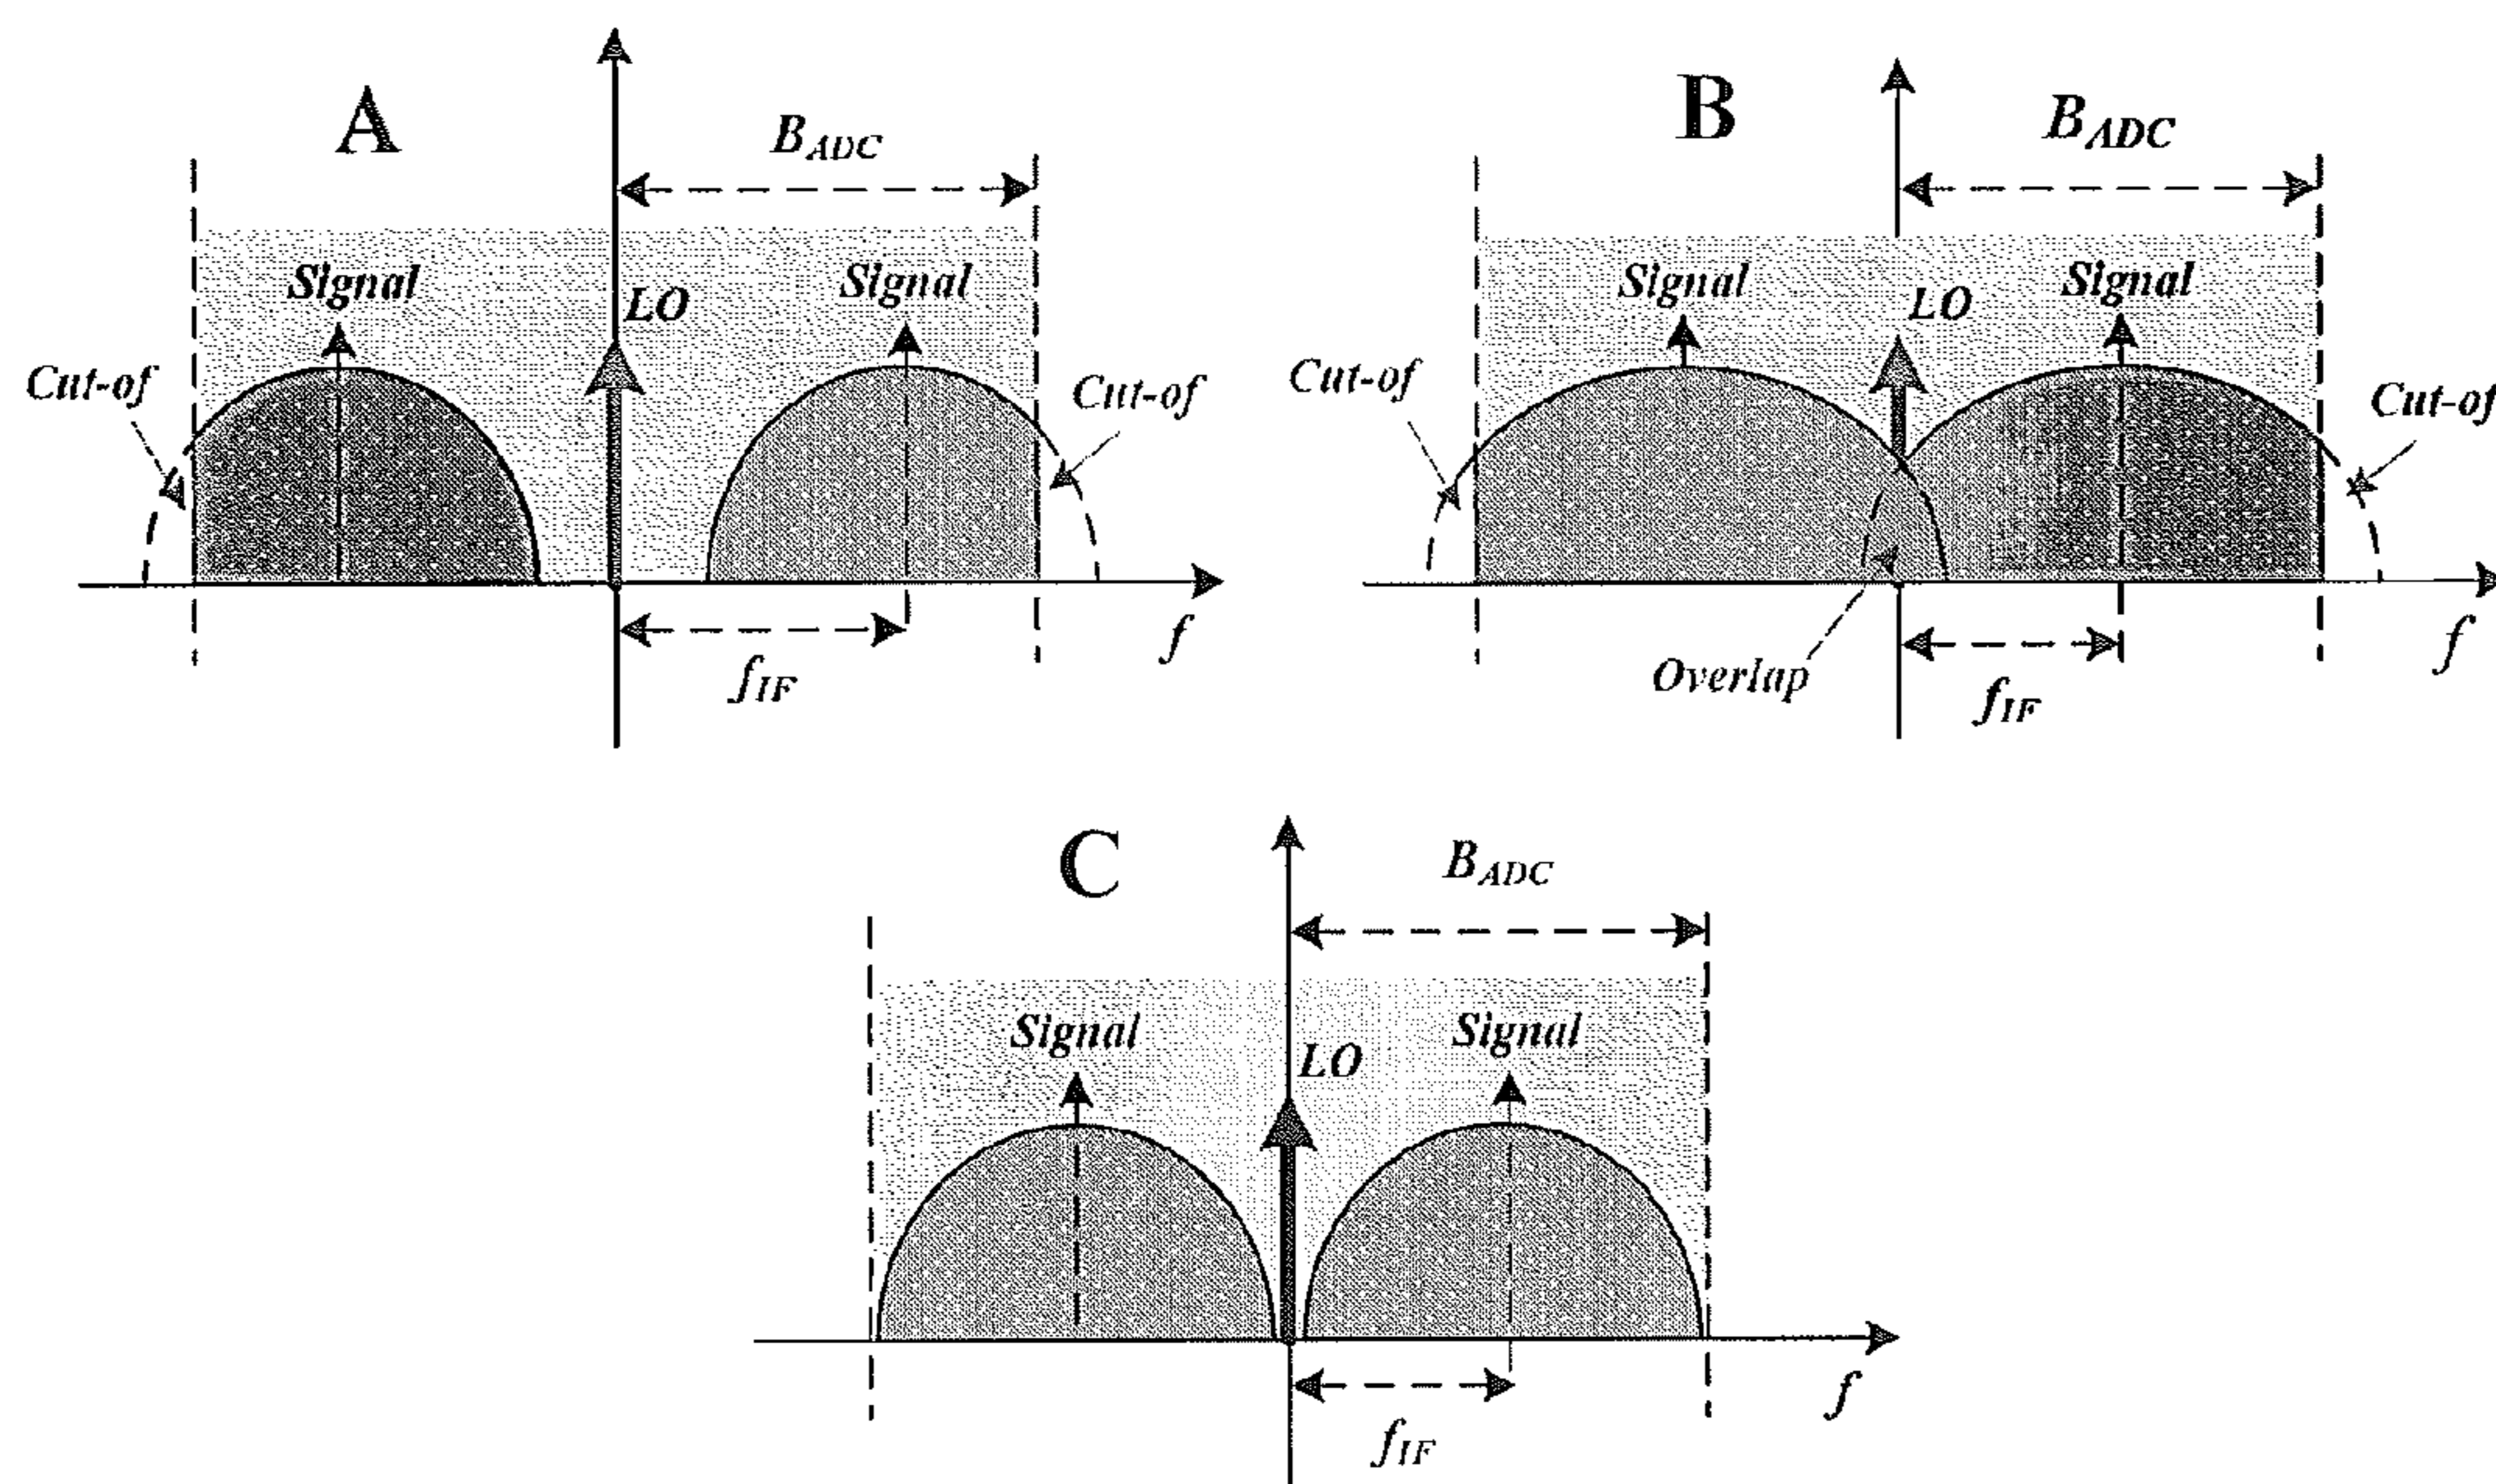 A
B_ADC
Signal
LO
Signal
Cut-of
Cut-of
f_IF
f
B
B_ADC
Signal
LO
Signal
Cut-of
Cut-of
Overlap
f_IF
f
C
B_ADC
Signal
LO
Signal
f_IF
f